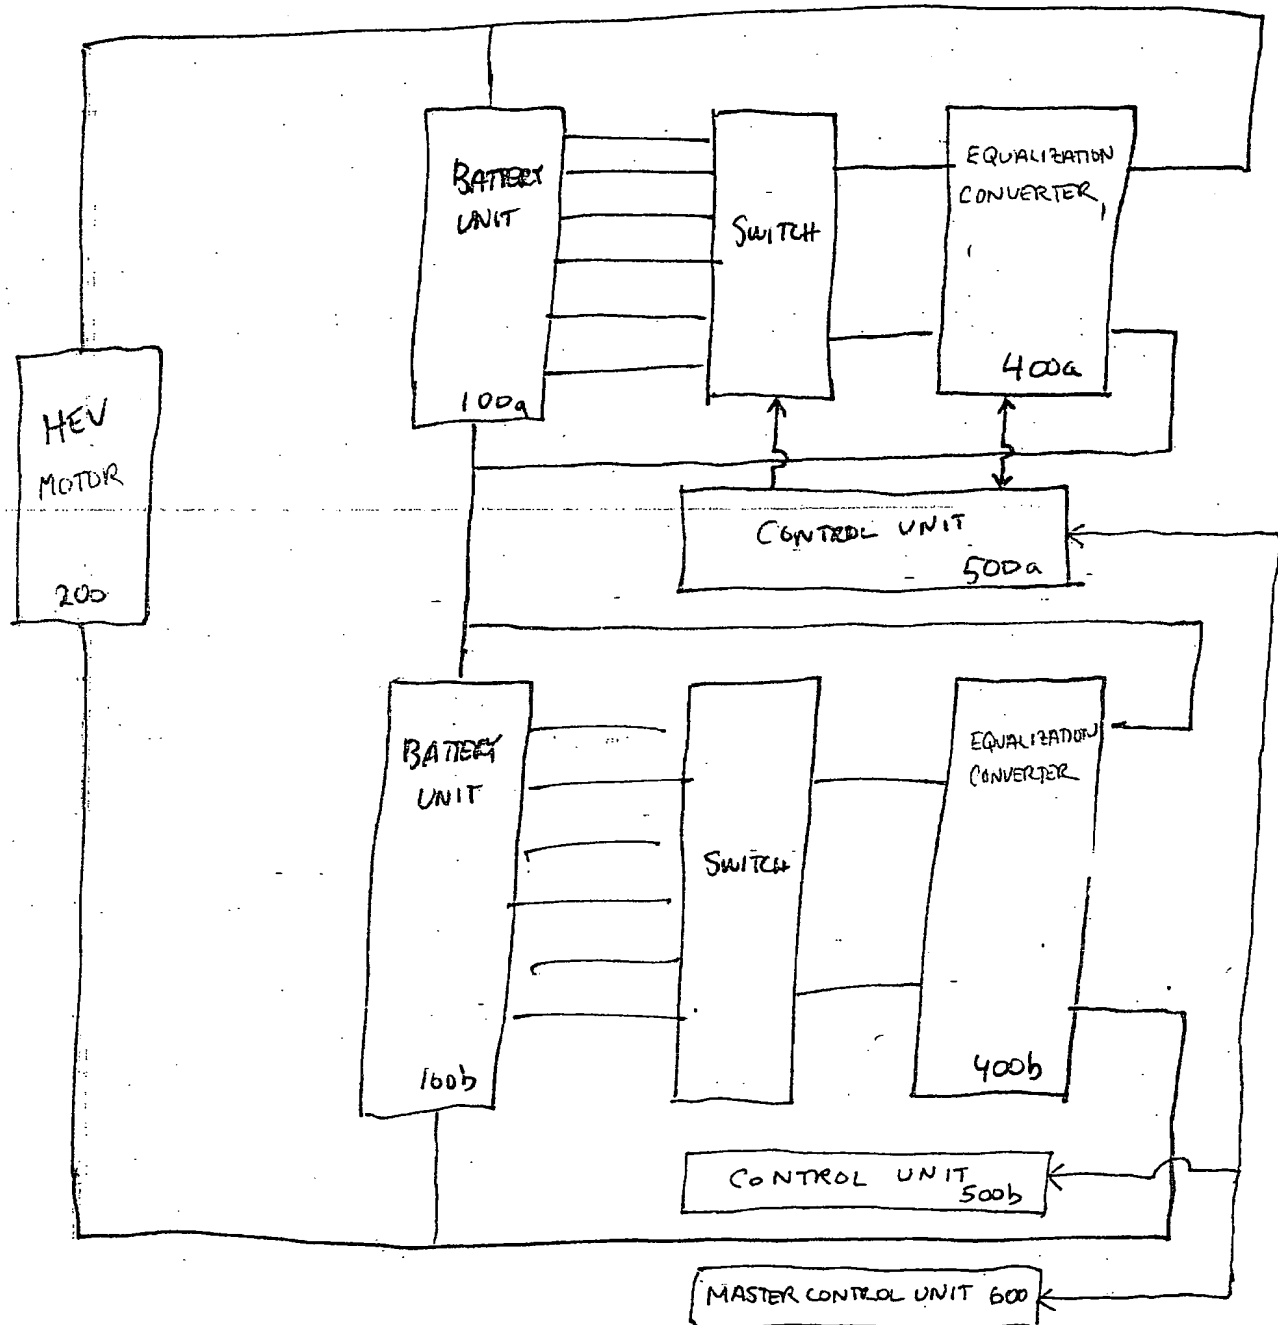 BATTERY
UNIT
100a
SWITCH
EQUALIZATION
CONVERTER
400a
HEV
MOTOR
200
CONTROL UNIT
500a
BATTERY
UNIT
100b
SWITCH
EQUALIZATION
CONVERTER
400b
CONTROL UNIT
500b
MASTER CONTROL UNIT 600